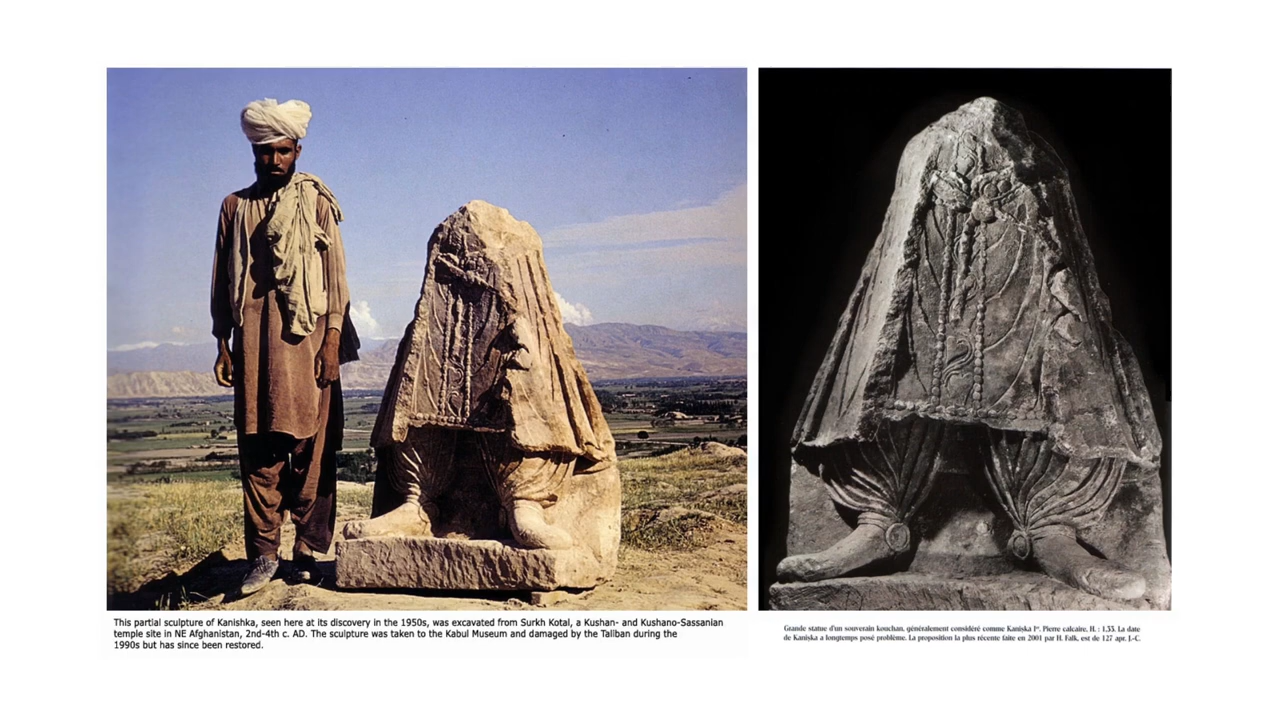 This partial sculpture of Kanishka, seen here at its discovery in the 1950s, was excavated from Surkh Kotal, a Kushan- and Kushano-Sassanian
temple site in NE Afghanistan, 2nd-4th c. AD. The sculpture was taken to the Kabul Museum and damaged by the Taliban during the
1990s but has since been restored.
Grande statue d'un souverain kouchan, généralement considéré comme Kaniṣka Iᵉʳ. Pierre calcaire, H. : 1,33. La date
de Kaniṣka a longtemps posé problème. La proposition la plus récente faite en 2001 par H. Falk, est de 127 apr. J.-C.